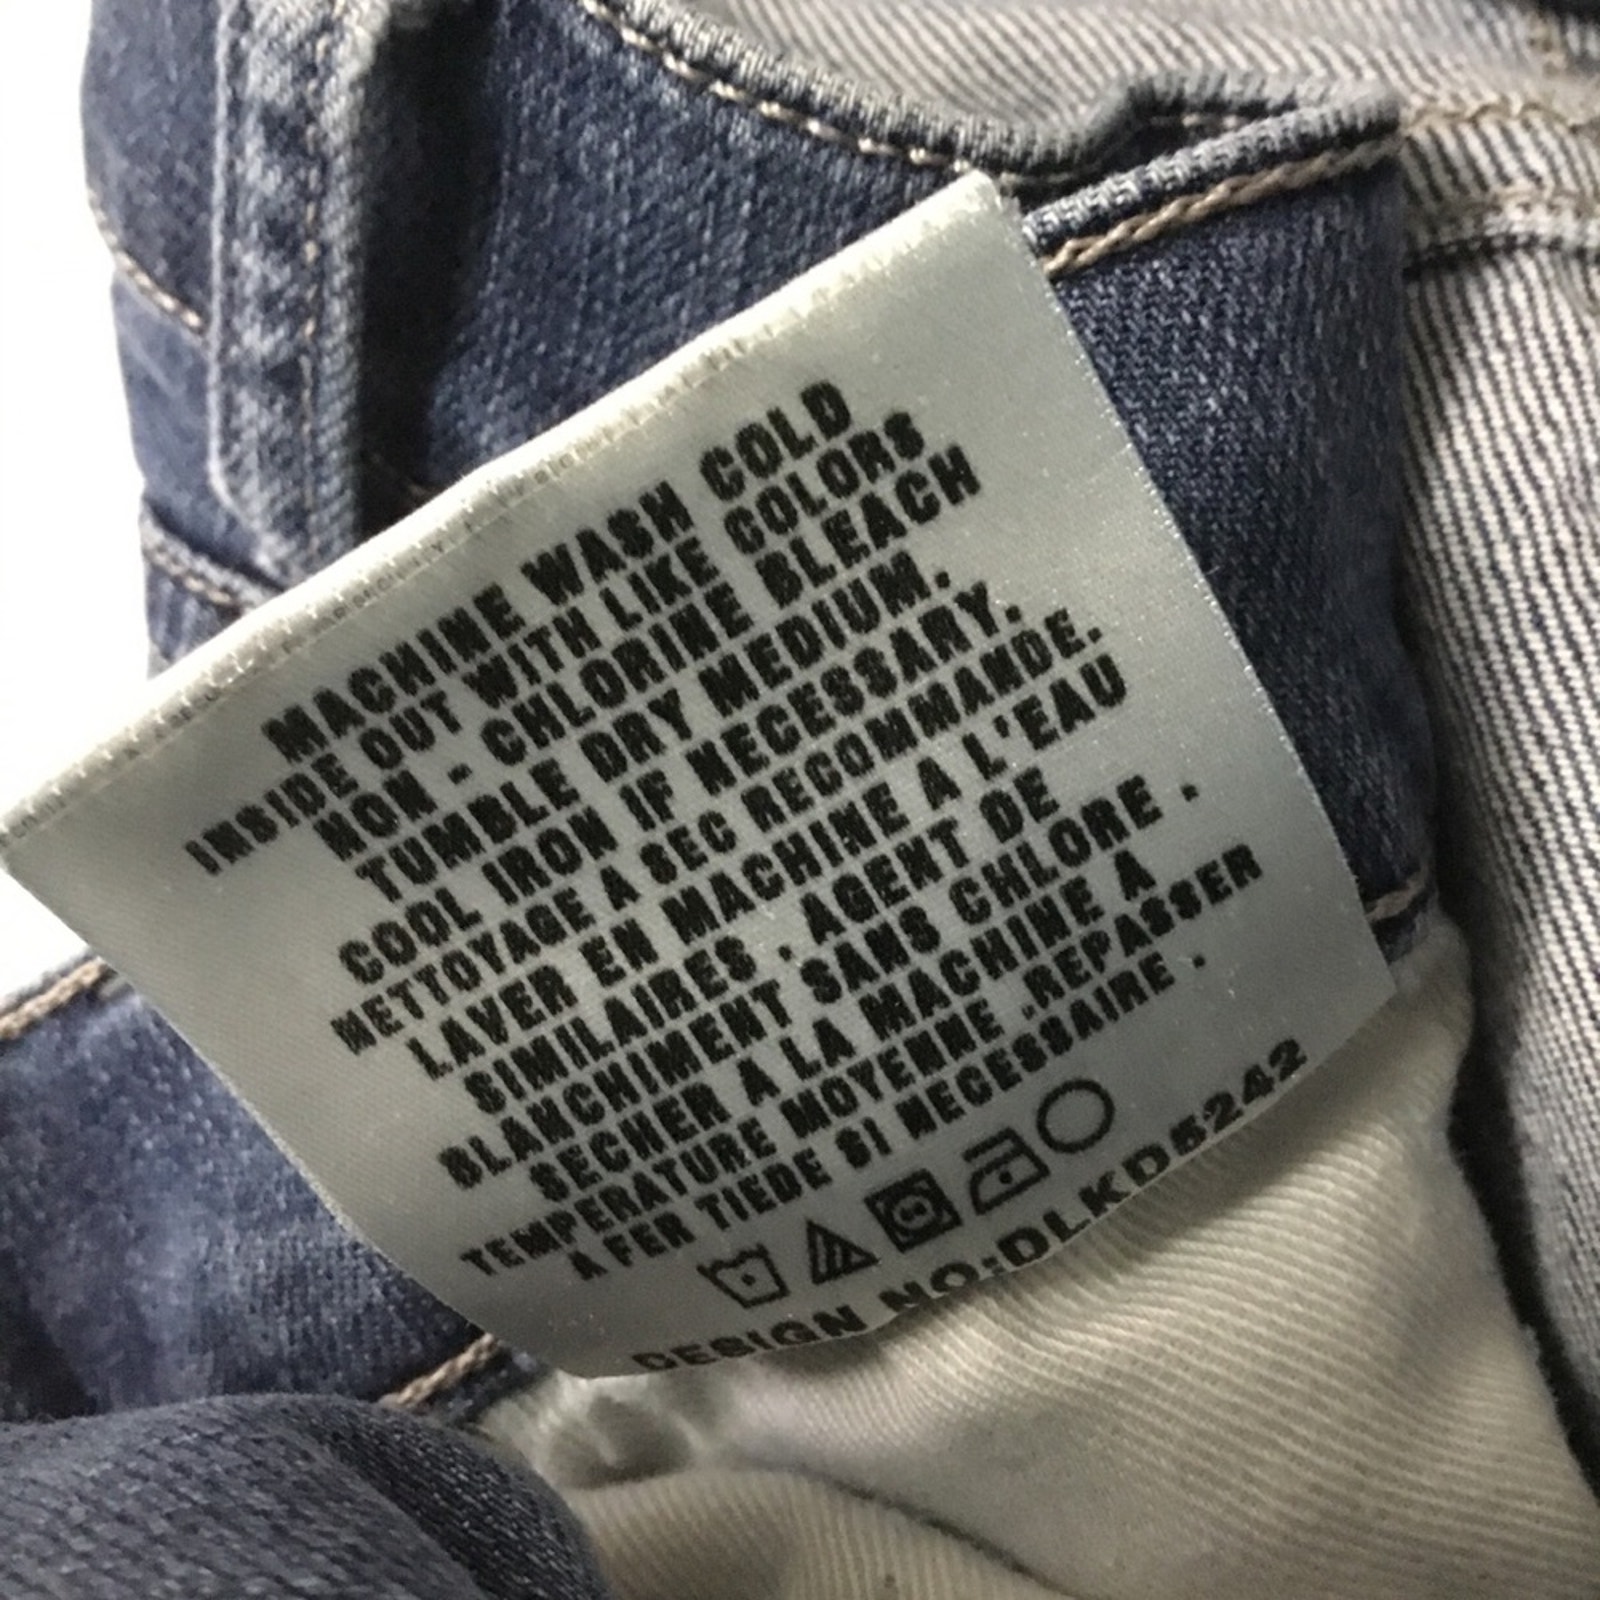 MACHINE WASH COLD
INSIDE OUT WITH LIKE COLORS
NON - CHLORINE BLEACH
TUMBLE DRY MEDIUM.
COOL IRON IF NECESSARY.
NETTOYAGE A SEC RECOMMANDE.
LAVER EN MACHINE A L'EAU
SIMILAIRES . AGENT DE
BLANCHIMENT SANS CHLORE .
SECHER A LA MACHINE A
TEMPERATURE MOYENNE .REPASSER
A FER TIEDE SI NECESSAIRE .
DESIGN NO:DLKD5242